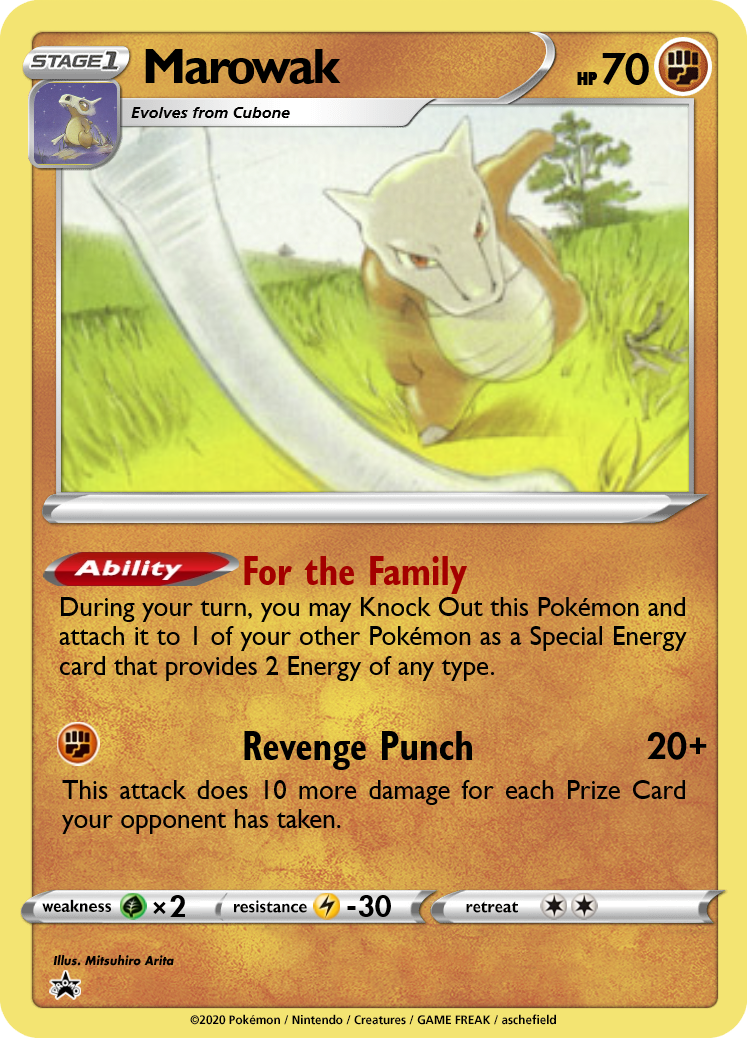 STAGE1
Marowak
HP 70
Evolves from Cubone
Ability For the Family
During your turn, you may Knock Out this Pokémon and
attach it to 1 of your other Pokémon as a Special Energy
card that provides 2 Energy of any type.
Revenge Punch 20+
This attack does 10 more damage for each Prize Card
your opponent has taken.
weakness ×2 resistance -30 retreat
Illus. Mitsuhiro Arita
PROMO
©2020 Pokémon / Nintendo / Creatures / GAME FREAK / aschefield